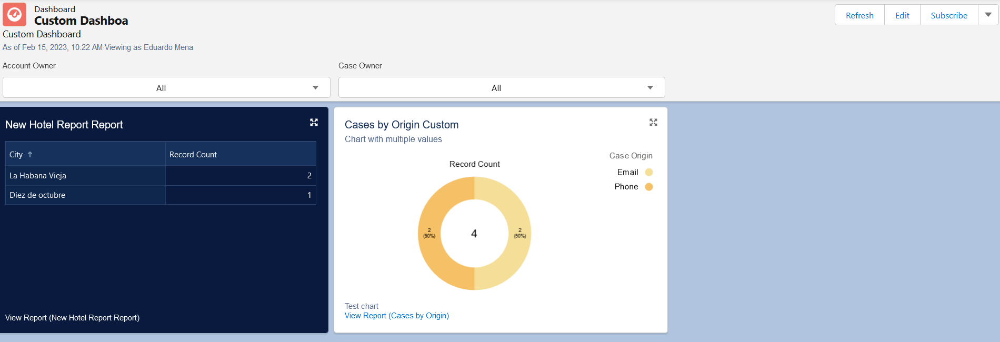 Dashboard
Custom Dashboa
Custom Dashboard
As of Feb 15, 2023, 10:22 AM·Viewing as Eduardo Mena
Refresh
Edit
Subscribe
Account Owner
All
Case Owner
All
New Hotel Report Report
City ↑ Record Count
La Habana Vieja 2
Diez de octubre 1
View Report (New Hotel Report Report)
Cases by Origin Custom
Chart with multiple values
Case Origin
Email
Phone
Record Count
2
(50%)
4
2
(50%)
Test chart
View Report (Cases by Origin)